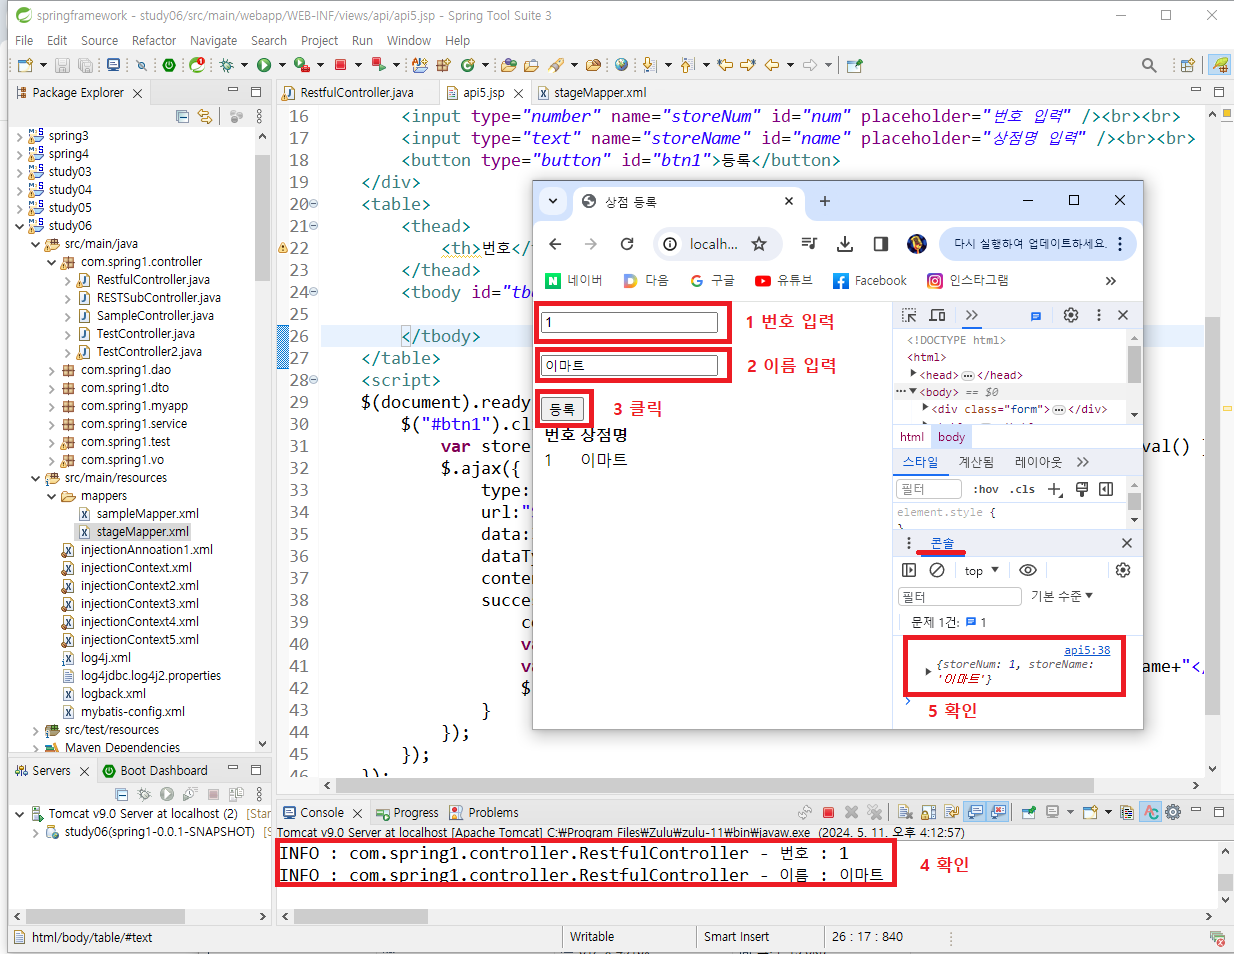 springframework - study06/src/main/webapp/WEB-INF/views/api/api5.jsp - Spring Tool Suite 3
File Edit Source Refactor Navigate Search Project Run Window Help
Package Explorer
spring3
spring4
study03
study04
study05
study06
src/main/java
com.spring1.controller
RestfulController.java
RESTSubController.java
SampleController.java
TestController.java
TestController2.java
com.spring1.dao
com.spring1.dto
com.spring1.myapp
com.spring1.service
com.spring1.test
com.spring1.vo
src/main/resources
mappers
sampleMapper.xml
stageMapper.xml
injectionAnnoation1.xml
injectionContext.xml
injectionContext2.xml
injectionContext3.xml
injectionContext4.xml
injectionContext5.xml
log4j.xml
log4jdbc.log4j2.properties
logback.xml
mybatis-config.xml
src/test/resources
Maven Dependencies
RestfulController.java api5.jsp stageMapper.xml
16 <input type="number" name="storeNum" id="num" placeholder="번호 입력" /><br><br>
17 <input type="text" name="storeName" id="name" placeholder="상점명 입력" /><br><br>
18 <button type="button" id="btn1">등록</button>
19 </div>
20 <table>
21 <thead>
22 <th>번호</
23 </thead>
24 <tbody id="tb
25
26 </tbody>
27 </table>
28 <script>
29 $(document).ready
30 $("#btn1").cl
31 var store val()
32 $.ajax({
33 type:
34 url:"
35 data:
36 dataTy
37 conte
38 succe
39 co
40 va
41 va ame+"</
42 $
43 }
44 });
45 });
46 });
상점 등록
localh...
다시 실행하여 업데이트하세요.
네이버 다음 구글 유튜브 Facebook 인스타그램
1
1 번호 입력
이마트
2 이름 입력
등록
3 클릭
번호 상점명
1 이마트
<!DOCTYPE html>
<html>
<head> ••• </head>
<body> == $0
<div class="form"> ••• </div>
html body
스타일 계산됨 레이아웃
필터 :hov .cls
element.style {
}
콘솔
top
필터 기본 수준
문제 1건: 1
api5:38
{storeNum: 1, storeName:
'이마트'}
5 확인
Servers Boot Dashboard
Tomcat v9.0 Server at localhost (2) [Star
study06(spring1-0.0.1-SNAPSHOT) [S
Console Progress Problems
Tomcat v9.0 Server at localhost [Apache Tomcat] C:₩Program Files₩Zulu₩zulu-11₩bin₩javaw.exe (2024. 5. 11. 오후 4:12:57)
INFO : com.spring1.controller.RestfulController - 번호 : 1
INFO : com.spring1.controller.RestfulController - 이름 : 이마트
4 확인
html/body/table/#text Writable Smart Insert 26 : 17 : 840